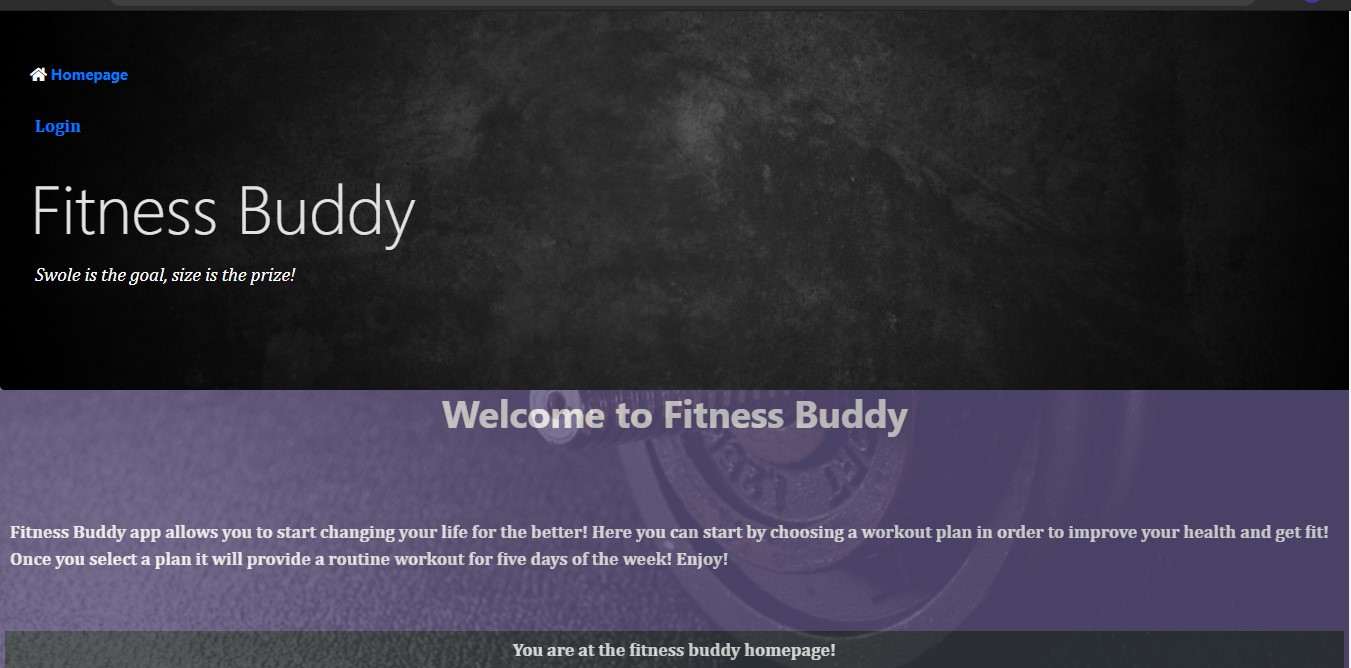 Homepage
Login
Fitness Buddy
Swole is the goal, size is the prize!
Welcome to Fitness Buddy
Fitness Buddy app allows you to start changing your life for the better! Here you can start by choosing a workout plan in order to improve your health and get fit!
Once you select a plan it will provide a routine workout for five days of the week! Enjoy!
You are at the fitness buddy homepage!